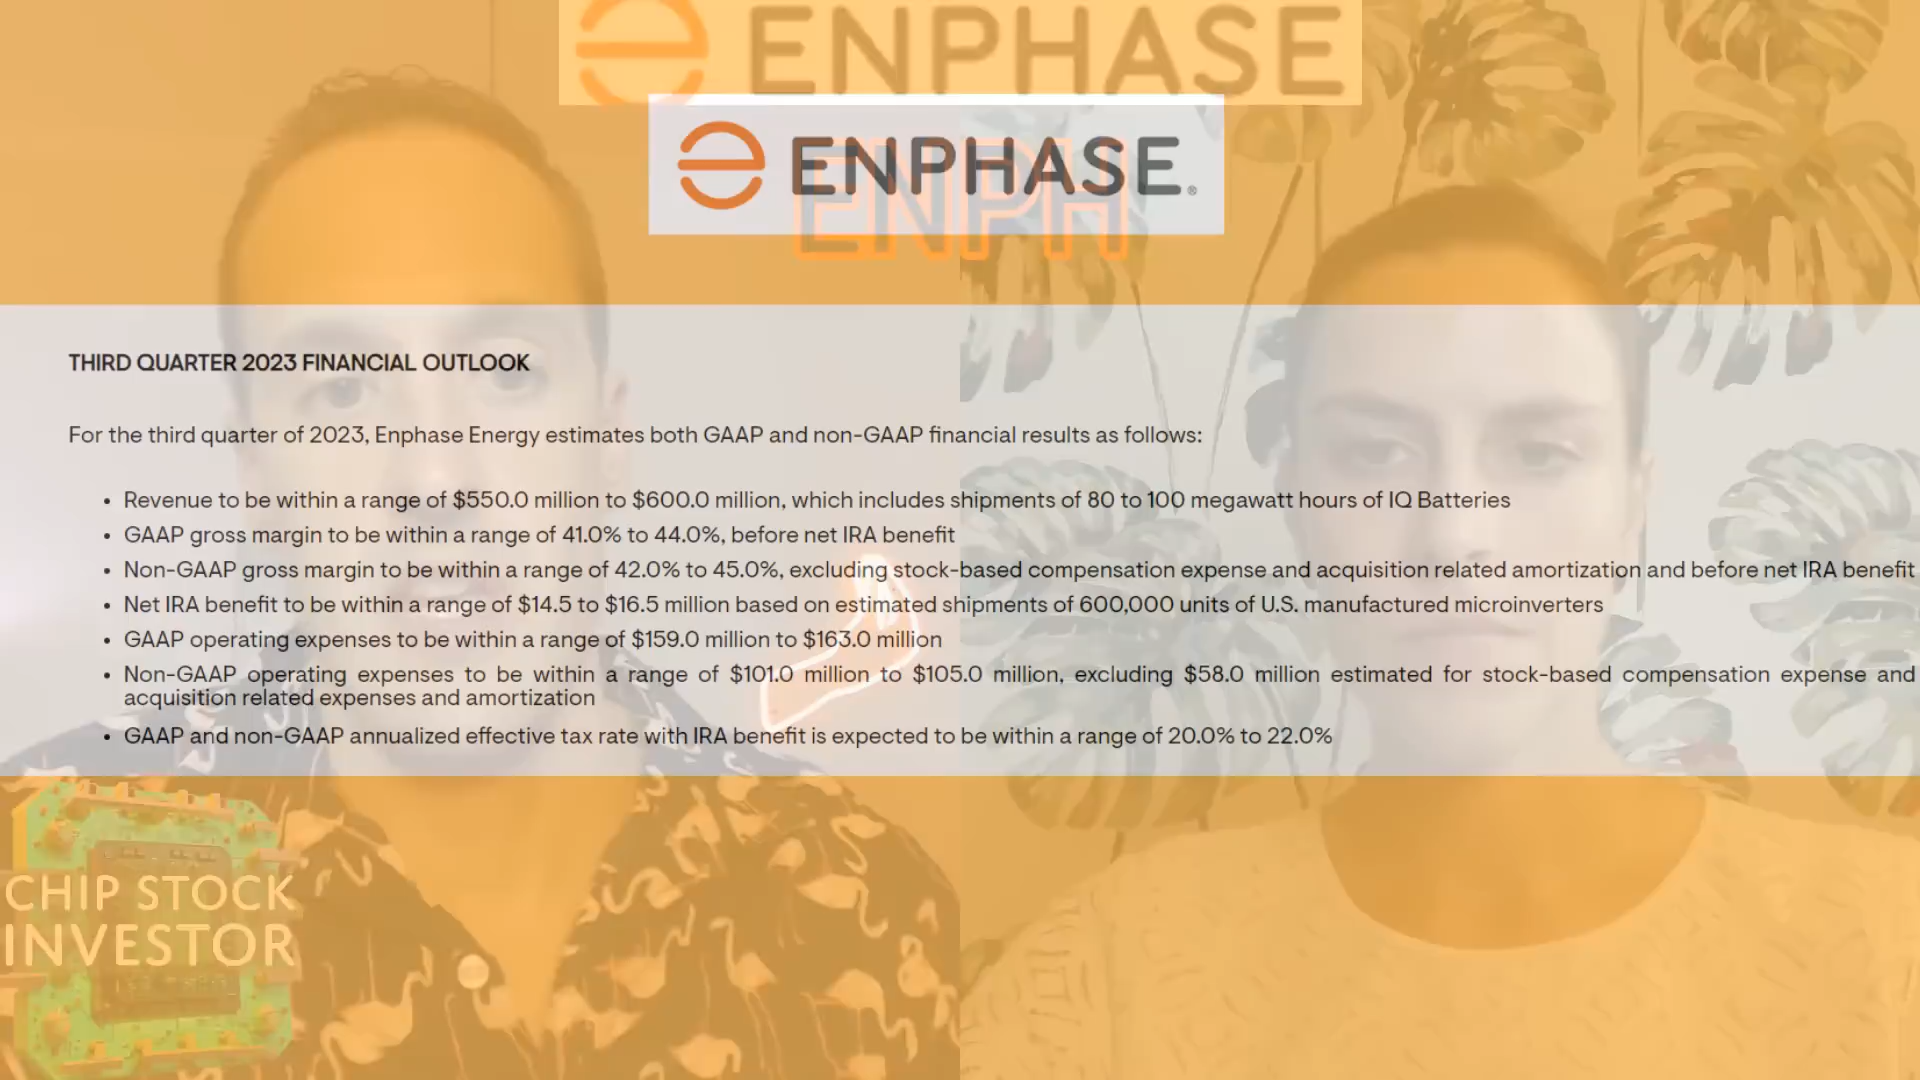 ENPHASE
ENPHASE®
ENPH
THIRD QUARTER 2023 FINANCIAL OUTLOOK
For the third quarter of 2023, Enphase Energy estimates both GAAP and non-GAAP financial results as follows:
• Revenue to be within a range of $550.0 million to $600.0 million, which includes shipments of 80 to 100 megawatt hours of IQ Batteries
• GAAP gross margin to be within a range of 41.0% to 44.0%, before net IRA benefit
• Non-GAAP gross margin to be within a range of 42.0% to 45.0%, excluding stock-based compensation expense and acquisition related amortization and before net IRA benefit
• Net IRA benefit to be within a range of $14.5 to $16.5 million based on estimated shipments of 600,000 units of U.S. manufactured microinverters
• GAAP operating expenses to be within a range of $159.0 million to $163.0 million
• Non-GAAP operating expenses to be within a range of $101.0 million to $105.0 million, excluding $58.0 million estimated for stock-based compensation expense and
acquisition related expenses and amortization
• GAAP and non-GAAP annualized effective tax rate with IRA benefit is expected to be within a range of 20.0% to 22.0%
CHIP STOCK
INVESTOR